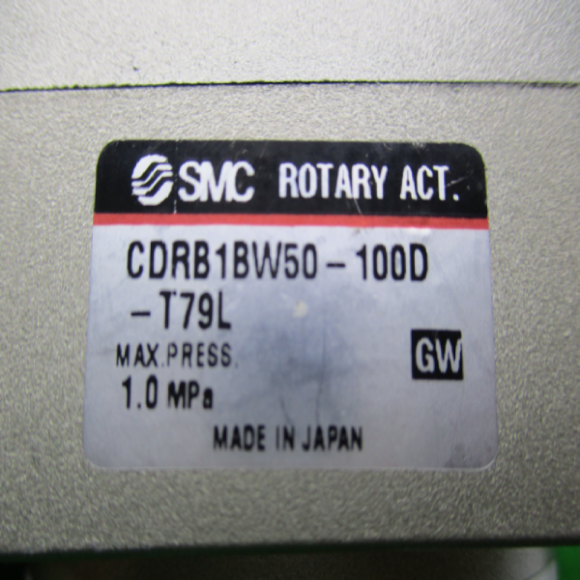 SMC ROTARY ACT.
CDRB1BW50-100D
-T79L
MAX.PRESS.
GW
1.0 MPa
MADE IN JAPAN